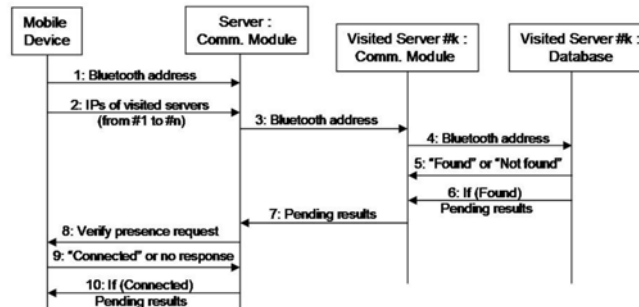 Mobile
Device
Server :
Comm. Module
Visited Server #k :
Comm. Module
Visited Server #k :
Database
1: Bluetooth address
2: IPs of visited servers
(from #1 to #n)
3: Bluetooth address
4: Bluetooth address
5: "Found" or "Not found"
6: If (Found)
Pending results
7: Pending results
8: Verify presence request
9: "Connected" or no response
10: If (Connected)
Pending results